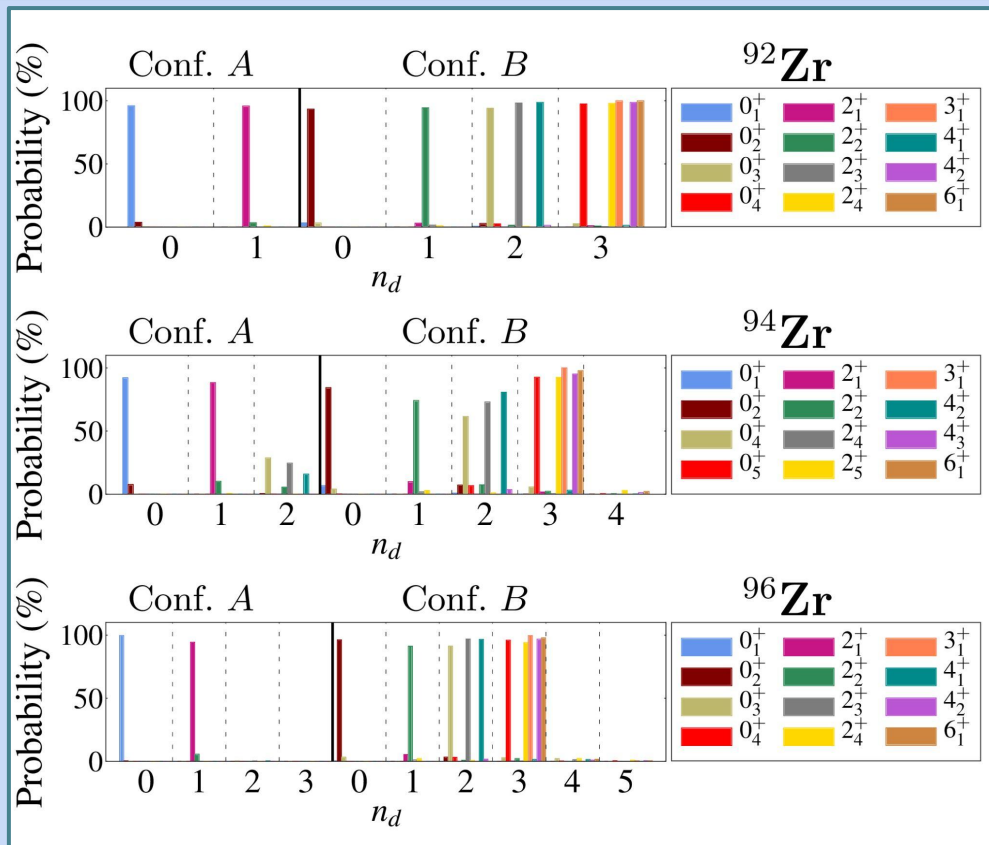 Conf. A Conf. B ⁹²Zr
Probability (%)
100
50
0
0 1 0 1 2 3
n_d
0₁⁺ 2₁⁺ 3₁⁺
0₂⁺ 2₂⁺ 4₁⁺
0₃⁺ 2₃⁺ 4₂⁺
0₄⁺ 2₄⁺ 6₁⁺
Conf. A Conf. B ⁹⁴Zr
Probability (%)
100
50
0
0 1 2 0 1 2 3 4
n_d
0₁⁺ 2₁⁺ 3₁⁺
0₂⁺ 2₂⁺ 4₂⁺
0₄⁺ 2₄⁺ 4₃⁺
0₅⁺ 2₅⁺ 6₁⁺
Conf. A Conf. B ⁹⁶Zr
Probability (%)
100
50
0
0 1 2 3 0 1 2 3 4 5
n_d
0₁⁺ 2₁⁺ 3₁⁺
0₂⁺ 2₂⁺ 4₁⁺
0₃⁺ 2₃⁺ 4₂⁺
0₄⁺ 2₄⁺ 6₁⁺